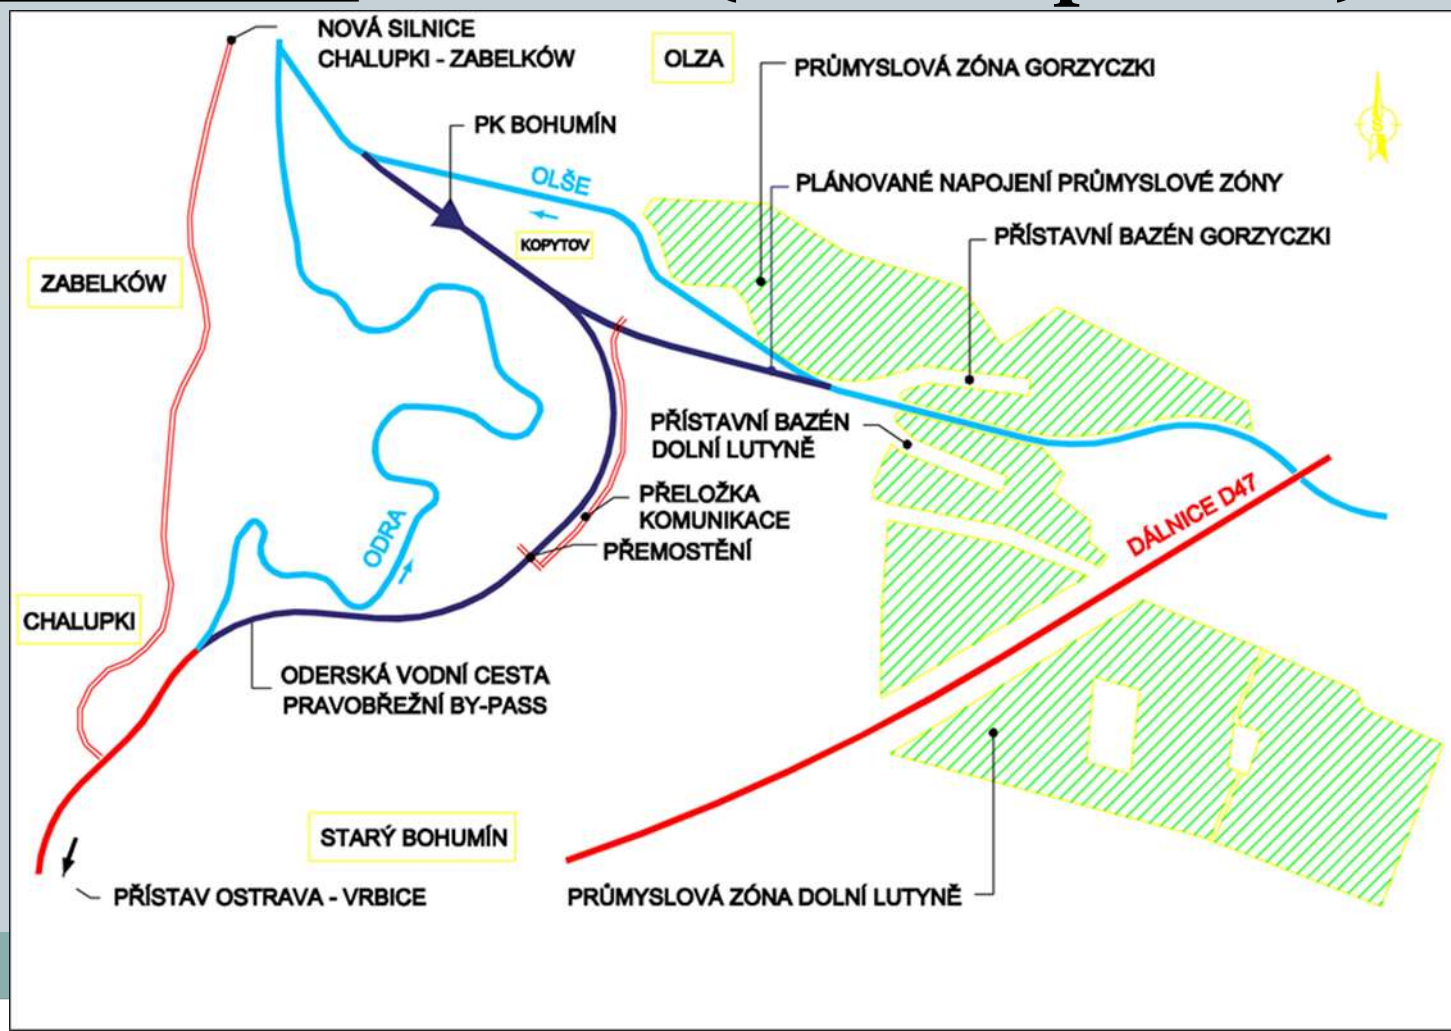 NOVÁ SILNICE
CHALUPKI - ZABELKÓW
OLZA
PRŮMYSLOVÁ ZÓNA GORZYCZKI
PK BOHUMÍN
OLŠE
PLÁNOVANÉ NAPOJENÍ PRŮMYSLOVÉ ZÓNY
KOPYTOV
PŘÍSTAVNÍ BAZÉN GORZYCZKI
ZABELKÓW
PŘÍSTAVNÍ BAZÉN
DOLNÍ LUTYNĚ
PŘELOŽKA
KOMUNIKACE
PŘEMOSTĚNÍ
ODRA
DÁLNICE D47
CHALUPKI
ODERSKÁ VODNÍ CESTA
PRAVOBŘEŽNÍ BY-PASS
STARÝ BOHUMÍN
PŘÍSTAV OSTRAVA - VRBICE
PRŮMYSLOVÁ ZÓNA DOLNÍ LUTYNĚ